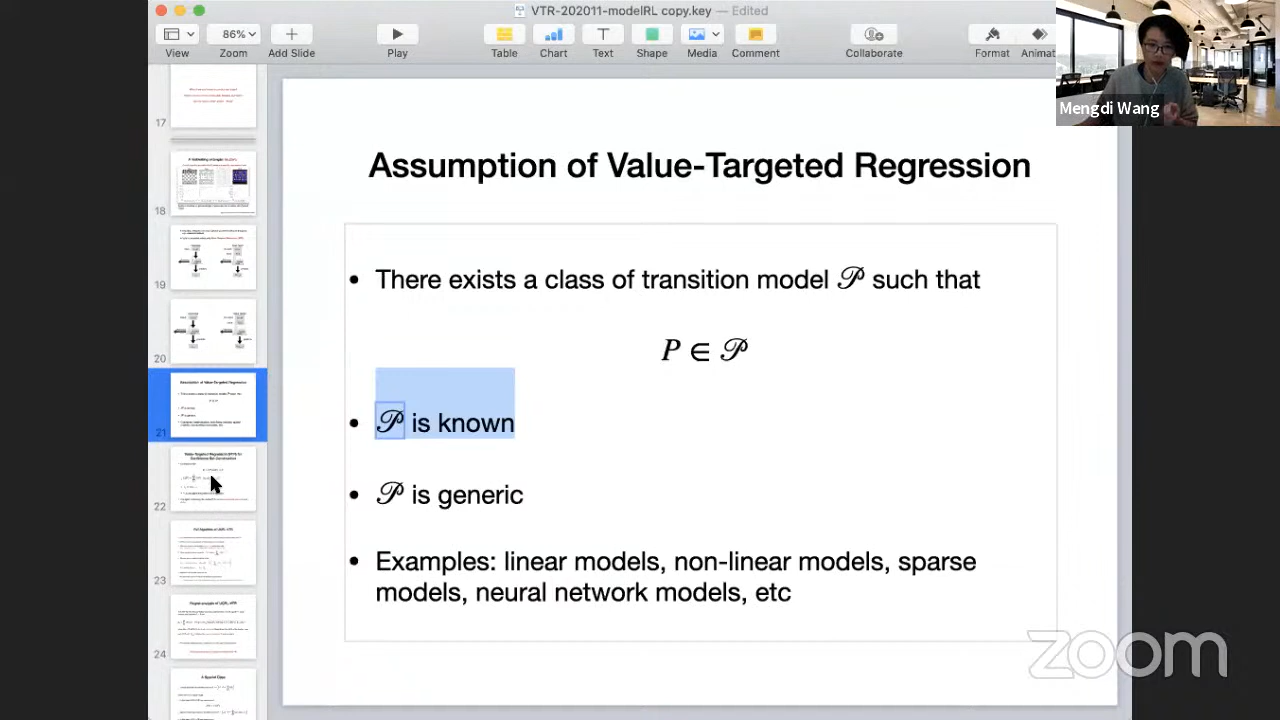 VTR-202011-modelRL copy.key — Edited
86%
View
Zoom
Add Slide
Play
Table
Chart
Text
Shape
Media
Comment
Collaborate
Format
Animat
Mengdi Wang
17
18
19
20
21
22
23
24
Assumption of Value-Targeted Regression
• There exists a class of transition model 𝒫 such that
P ∈ 𝒫
• 𝒫 is known
• 𝒫 is generic
• Examples: linear models, non-linear models, sparse
models, neural network models, etc
zoom